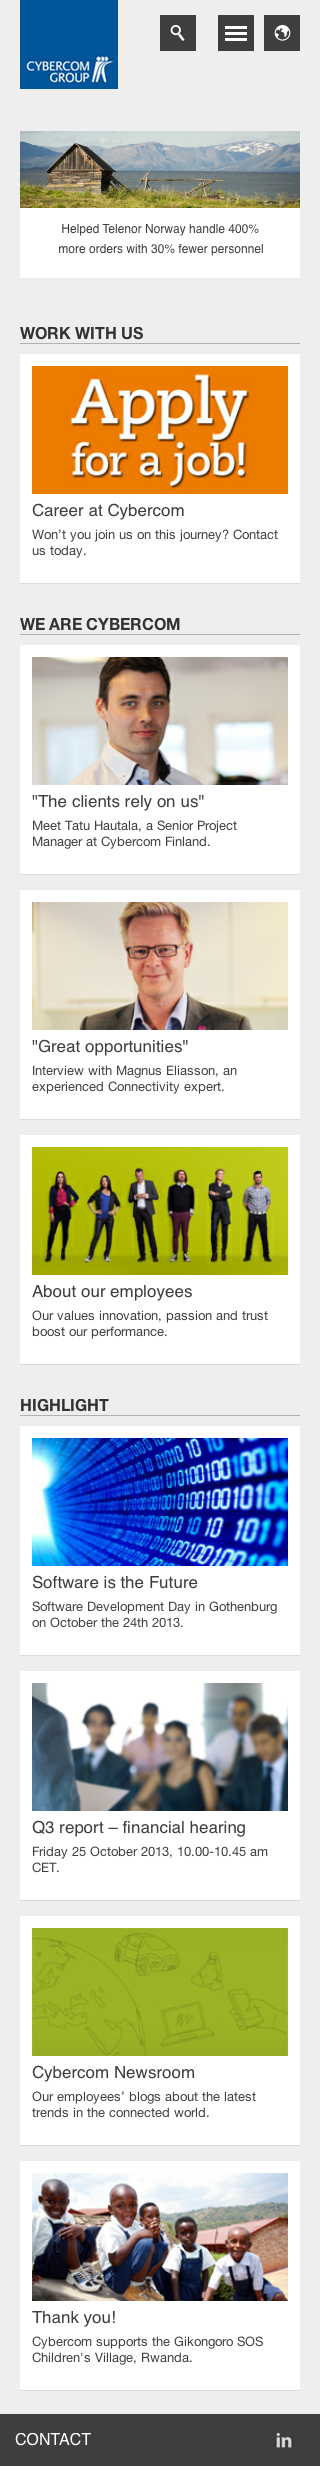 CYBERCOM
GROUP
Helped Telenor Norway handle 400%
more orders with 30% fewer personnel
WORK WITH US
Apply
for a job!
Career at Cybercom
Won’t you join us on this journey? Contact
us today.
WE ARE CYBERCOM
"The clients rely on us"
Meet Tatu Hautala, a Senior Project
Manager at Cybercom Finland.
"Great opportunities"
Interview with Magnus Eliasson, an
experienced Connectivity expert.
About our employees
Our values innovation, passion and trust
boost our performance.
HIGHLIGHT
Software is the Future
Software Development Day in Gothenburg
on October the 24th 2013.
Q3 report – financial hearing
Friday 25 October 2013, 10.00-10.45 am
CET.
Cybercom Newsroom
Our employees’ blogs about the latest
trends in the connected world.
Thank you!
Cybercom supports the Gikongoro SOS
Children's Village, Rwanda.
CONTACT
in